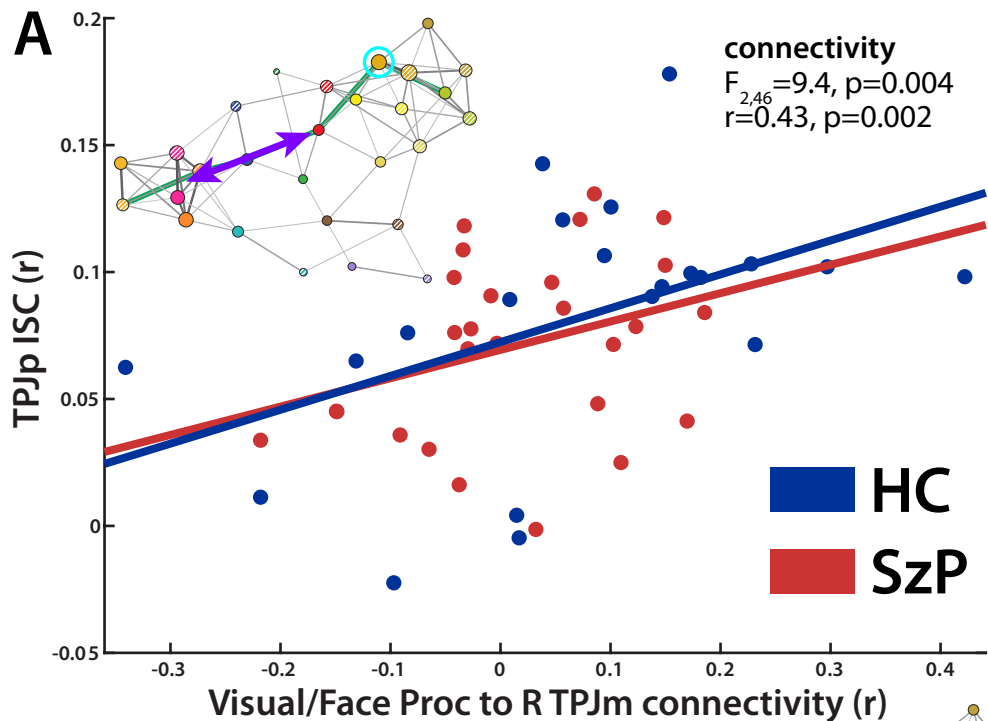 A
connectivity
F2,46=9.4, p=0.004
r=0.43, p=0.002
0.2
0.15
0.1
0.05
0
-0.05
TPJp ISC (r)
HC
SzP
-0.3 -0.2 -0.1 0 0.1 0.2 0.3 0.4
Visual/Face Proc to R TPJm connectivity (r)